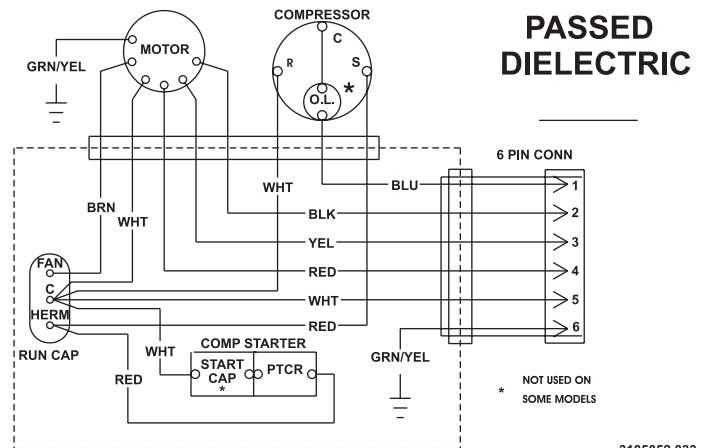 COMPRESSOR
PASSED
DIELECTRIC
MOTOR
C
R
S
GRN/YEL
O.L.
*
6 PIN CONN
WHT
BLU
1
BRN
WHT
BLK
2
YEL
3
FAN
RED
4
C
WHT
5
HERM
RED
6
RUN CAP
WHT
COMP STARTER
GRN/YEL
RED
START
CAP
*
PTCR
* NOT USED ON
SOME MODELS